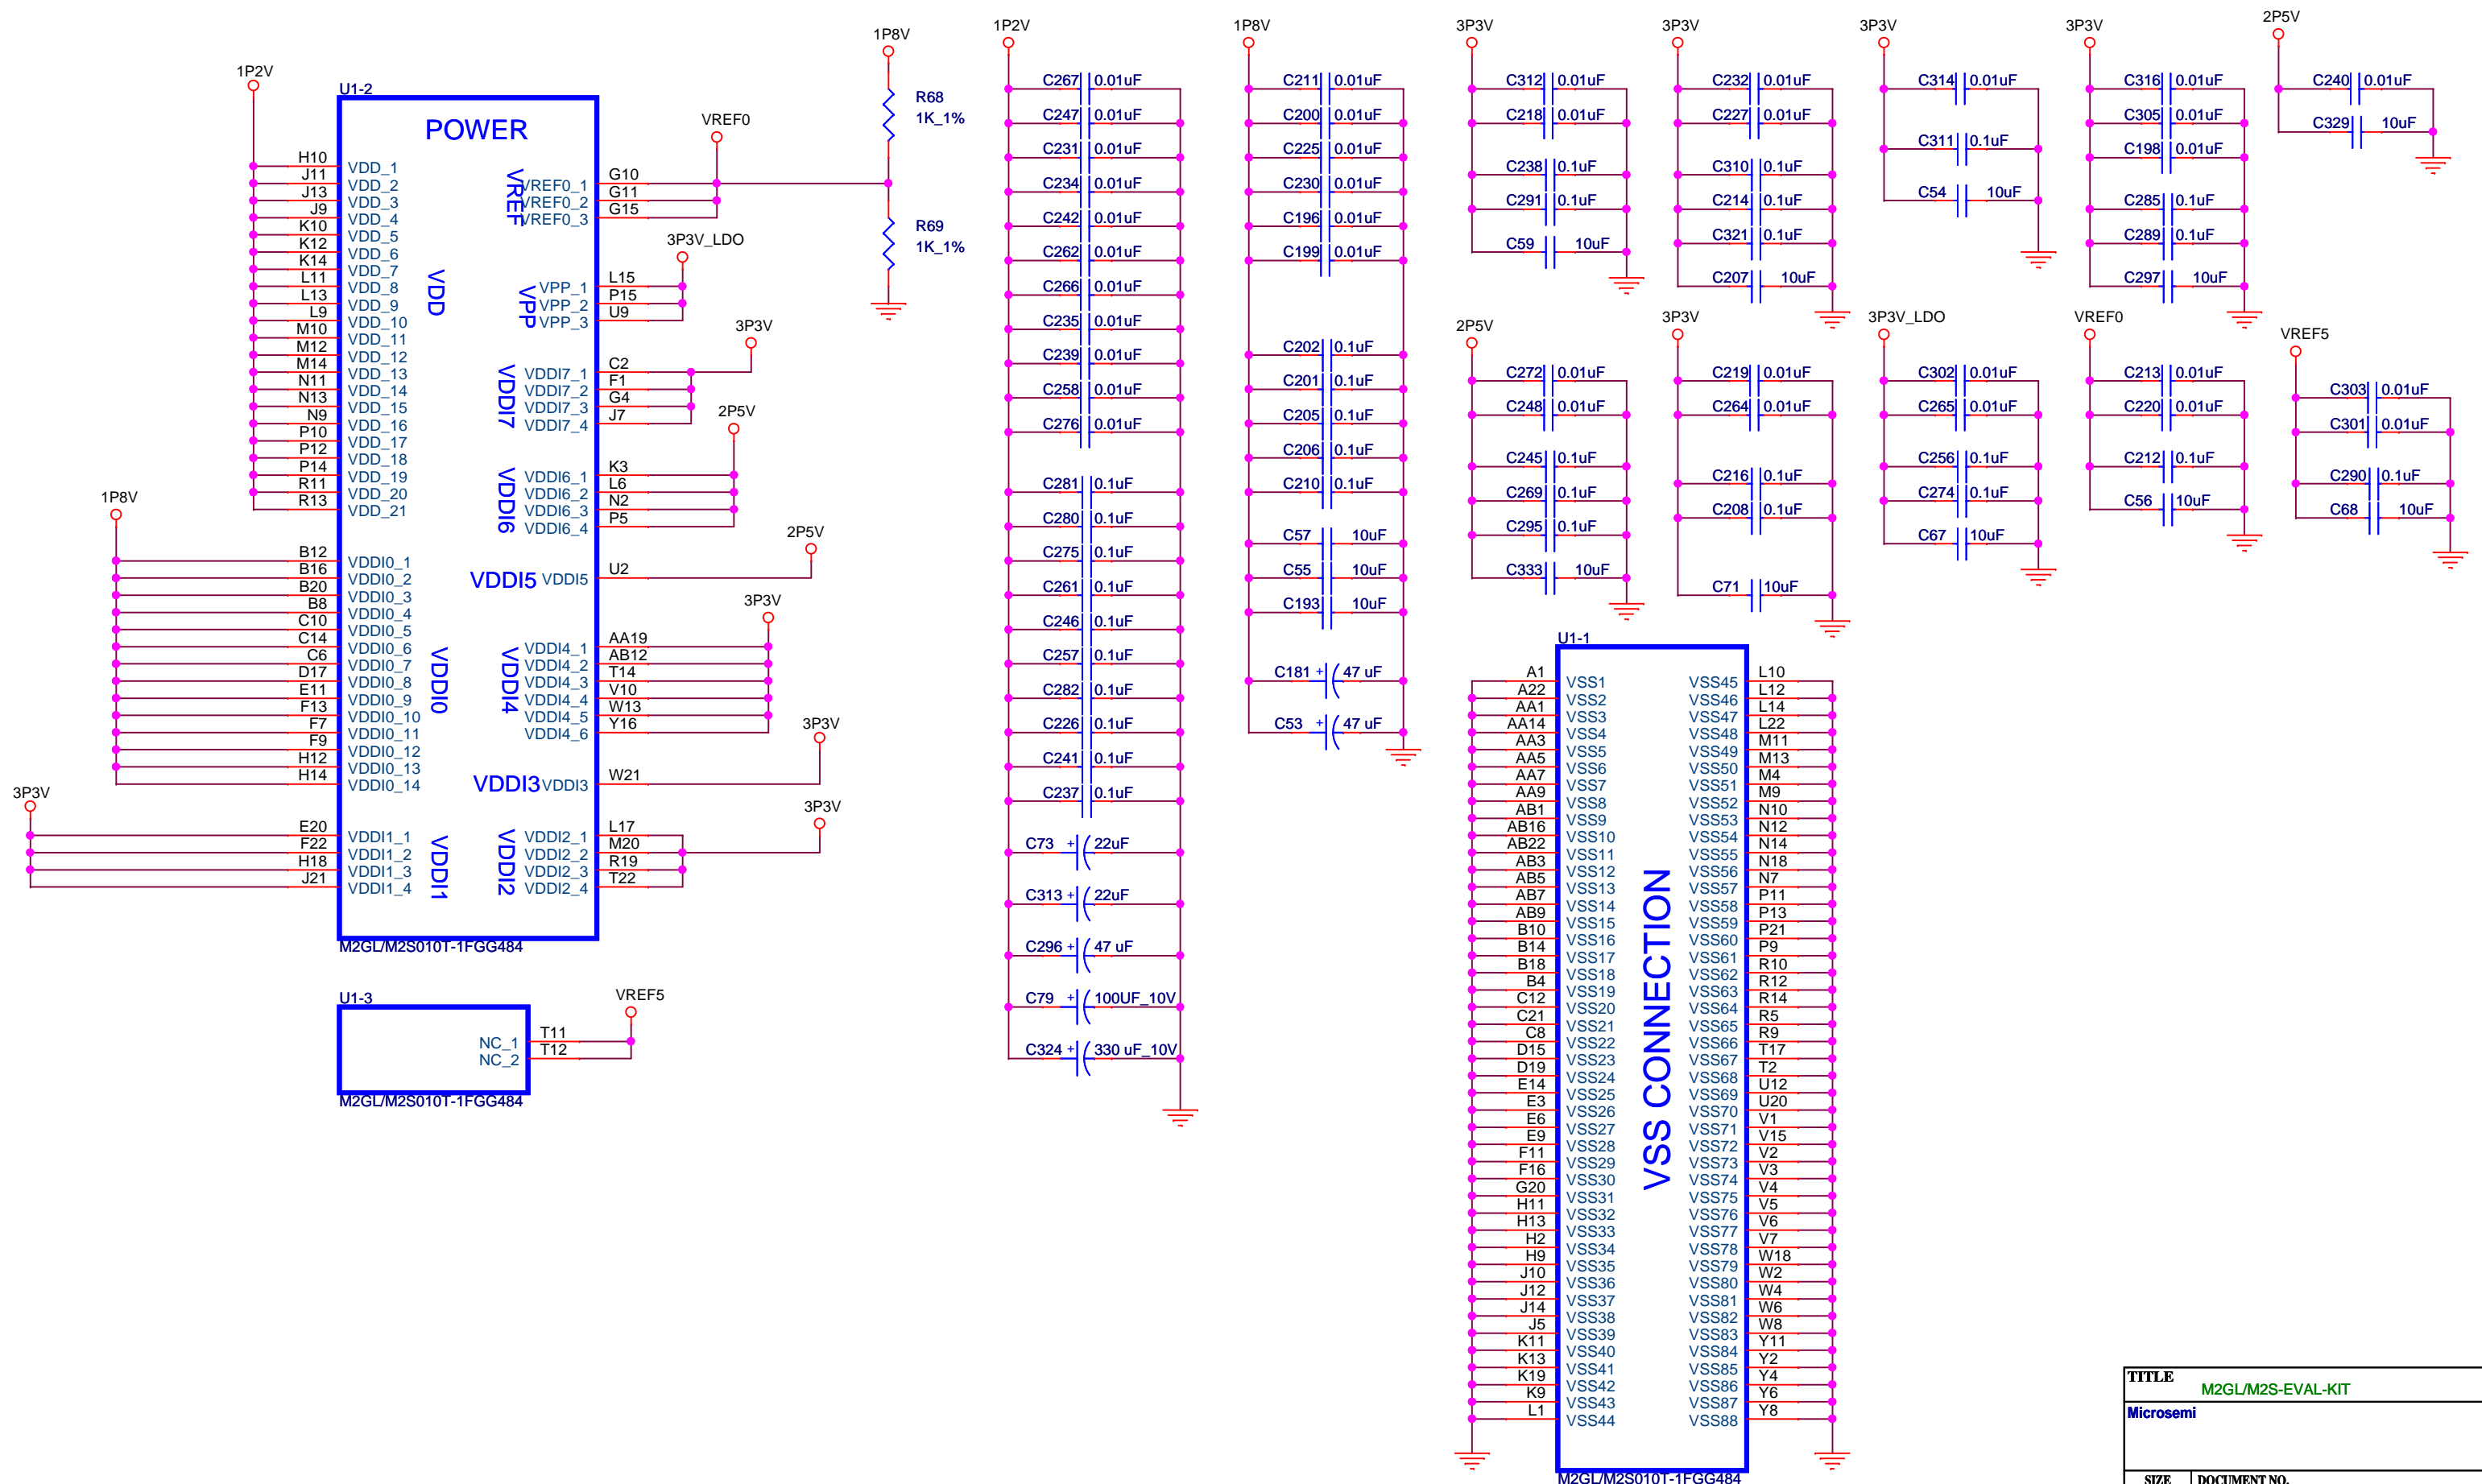 1P2V
U1-2
POWER
H10 VDD_1
J11 VDD_2
J13 VDD_3
J9 VDD_4
K10 VDD_5
K12 VDD_6
K14 VDD_7
L11 VDD_8
L13 VDD_9
L9 VDD_10
M10 VDD_11
M12 VDD_12
M14 VDD_13
N11 VDD_14
N13 VDD_15
N9 VDD_16
P10 VDD_17
P12 VDD_18
P14 VDD_19
R11 VDD_20
R13 VDD_21
VDD
1P8V
B12 VDDI0_1
B16 VDDI0_2
B20 VDDI0_3
B8 VDDI0_4
C10 VDDI0_5
C14 VDDI0_6
C6 VDDI0_7
D17 VDDI0_8
E11 VDDI0_9
F13 VDDI0_10
F7 VDDI0_11
F9 VDDI0_12
H12 VDDI0_13
H14 VDDI0_14
VDDI0
3P3V
E20 VDDI1_1
F22 VDDI1_2
H18 VDDI1_3
J21 VDDI1_4
VDDI1
VREF
VREF0_1 G10
VREF0_2 G11
VREF0_3 G15
VREF0
1P8V
R68
1K_1%
R69
1K_1%
3P3V_LDO
VPP
VPP_1 L15
VPP_2 P15
VPP_3 U9
3P3V
VDDI7
VDDI7_1 C2
VDDI7_2 F1
VDDI7_3 G4
VDDI7_4 J7
2P5V
VDDI6
VDDI6_1 K3
VDDI6_2 L6
VDDI6_3 N2
VDDI6_4 P5
2P5V
VDDI5 VDDI5 U2
3P3V
VDDI4
VDDI4_1 AA19
VDDI4_2 AB12
VDDI4_3 T14
VDDI4_4 V10
VDDI4_5 W13
VDDI4_6 Y16
3P3V
VDDI3 VDDI3 W21
3P3V
VDDI2
VDDI2_1 L17
VDDI2_2 M20
VDDI2_3 R19
VDDI2_4 T22
M2GL/M2S010T-1FGG484
U1-3
NC_1 T11
NC_2 T12
VREF5
M2GL/M2S010T-1FGG484
1P2V
C267 0.01uF
C247 0.01uF
C231 0.01uF
C234 0.01uF
C242 0.01uF
C262 0.01uF
C266 0.01uF
C235 0.01uF
C239 0.01uF
C258 0.01uF
C276 0.01uF
C281 0.1uF
C280 0.1uF
C275 0.1uF
C261 0.1uF
C246 0.1uF
C257 0.1uF
C282 0.1uF
C226 0.1uF
C241 0.1uF
C237 0.1uF
C73 + 22uF
C313 + 22uF
C296 + 47 uF
C79 + 100UF_10V
C324 + 330 uF_10V
1P8V
C211 0.01uF
C200 0.01uF
C225 0.01uF
C230 0.01uF
C196 0.01uF
C199 0.01uF
C202 0.1uF
C201 0.1uF
C205 0.1uF
C206 0.1uF
C210 0.1uF
C57 10uF
C55 10uF
C193 10uF
C181 + 47 uF
C53 + 47 uF
3P3V
C312 0.01uF
C218 0.01uF
C238 0.1uF
C291 0.1uF
C59 10uF
3P3V
C232 0.01uF
C227 0.01uF
C310 0.1uF
C214 0.1uF
C321 0.1uF
C207 10uF
3P3V
C314 0.01uF
C311 0.1uF
C54 10uF
3P3V
C316 0.01uF
C305 0.01uF
C198 0.01uF
C285 0.1uF
C289 0.1uF
C297 10uF
2P5V
C240 0.01uF
C329 10uF
2P5V
C272 0.01uF
C248 0.01uF
C245 0.1uF
C269 0.1uF
C295 0.1uF
C333 10uF
3P3V
C219 0.01uF
C264 0.01uF
C216 0.1uF
C208 0.1uF
C71 10uF
3P3V_LDO
C302 0.01uF
C265 0.01uF
C256 0.1uF
C274 0.1uF
C67 10uF
VREF0
C213 0.01uF
C220 0.01uF
C212 0.1uF
C56 10uF
VREF5
C303 0.01uF
C301 0.01uF
C290 0.1uF
C68 10uF
U1-1
VSS CONNECTION
A1 VSS1
A22 VSS2
AA1 VSS3
AA14 VSS4
AA3 VSS5
AA5 VSS6
AA7 VSS7
AA9 VSS8
AB1 VSS9
AB16 VSS10
AB22 VSS11
AB3 VSS12
AB5 VSS13
AB7 VSS14
AB9 VSS15
B10 VSS16
B14 VSS17
B18 VSS18
B4 VSS19
C12 VSS20
C21 VSS21
C8 VSS22
D15 VSS23
D19 VSS24
E14 VSS25
E3 VSS26
E6 VSS27
E9 VSS28
F11 VSS29
F16 VSS30
G20 VSS31
H11 VSS32
H13 VSS33
H2 VSS34
H9 VSS35
J10 VSS36
J12 VSS37
J14 VSS38
J5 VSS39
K11 VSS40
K13 VSS41
K19 VSS42
K9 VSS43
L1 VSS44
VSS45 L10
VSS46 L12
VSS47 L14
VSS48 L22
VSS49 M11
VSS50 M13
VSS51 M4
VSS52 M9
VSS53 N10
VSS54 N12
VSS55 N14
VSS56 N18
VSS57 N7
VSS58 P11
VSS59 P13
VSS60 P21
VSS61 P9
VSS62 R10
VSS63 R12
VSS64 R14
VSS65 R5
VSS66 R9
VSS67 T17
VSS68 T2
VSS69 U12
VSS70 U20
VSS71 V1
VSS72 V15
VSS73 V2
VSS74 V3
VSS75 V4
VSS76 V5
VSS77 V6
VSS78 V7
VSS79 W18
VSS80 W2
VSS81 W4
VSS82 W6
VSS83 W8
VSS84 Y11
VSS85 Y2
VSS86 Y4
VSS87 Y6
VSS88 Y8
M2GL/M2S010T-1FGG484
TITLE
M2GL/M2S-EVAL-KIT
Microsemi
SIZE DOCUMENT NO.